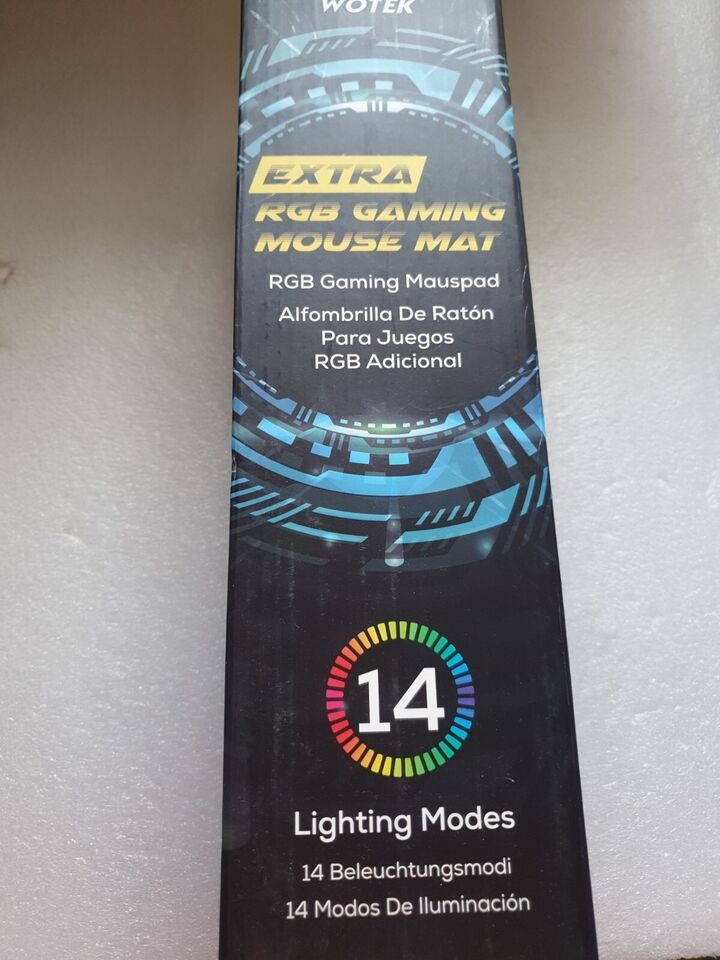 WOTEK
EXTRA
RGB GAMING
MOUSE MAT
RGB Gaming Mauspad
Alfombrilla De Ratón
Para Juegos
RGB Adicional
14
Lighting Modes
14 Beleuchtungsmodi
14 Modos De Iluminación